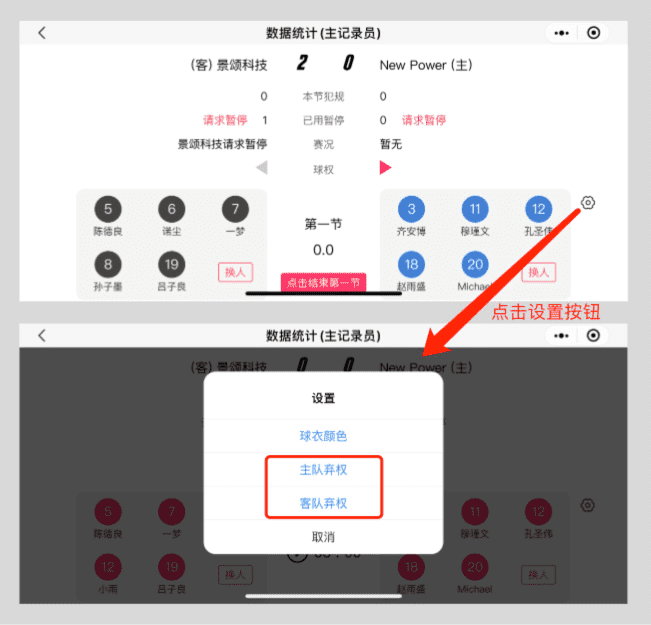 数据统计(主记录员)
(客) 景颂科技 2 0 New Power (主)
0 本节犯规 0
请求暂停 1 已用暂停 0 请求暂停
景颂科技请求暂停 赛况 暂无
球权
5 6 7 3 11 12
陈德良 诺尘 一梦 第一节 齐安博 穆瑾文 孔圣伟
0.0
8 19 换人 18 20 换人
孙子墨 吕子良 点击结束第一节 赵雨盛 Michael
点击设置按钮
数据统计(主记录员)
(客) 景颂科技 0 0 New Power (主)
设置
球衣颜色
主队弃权
客队弃权
取消
5 7 11 12
陈德良 一梦 穆瑾文 孔圣伟
12 19 换人 18 20 换人
小雨 吕子良 赵雨盛 Michael